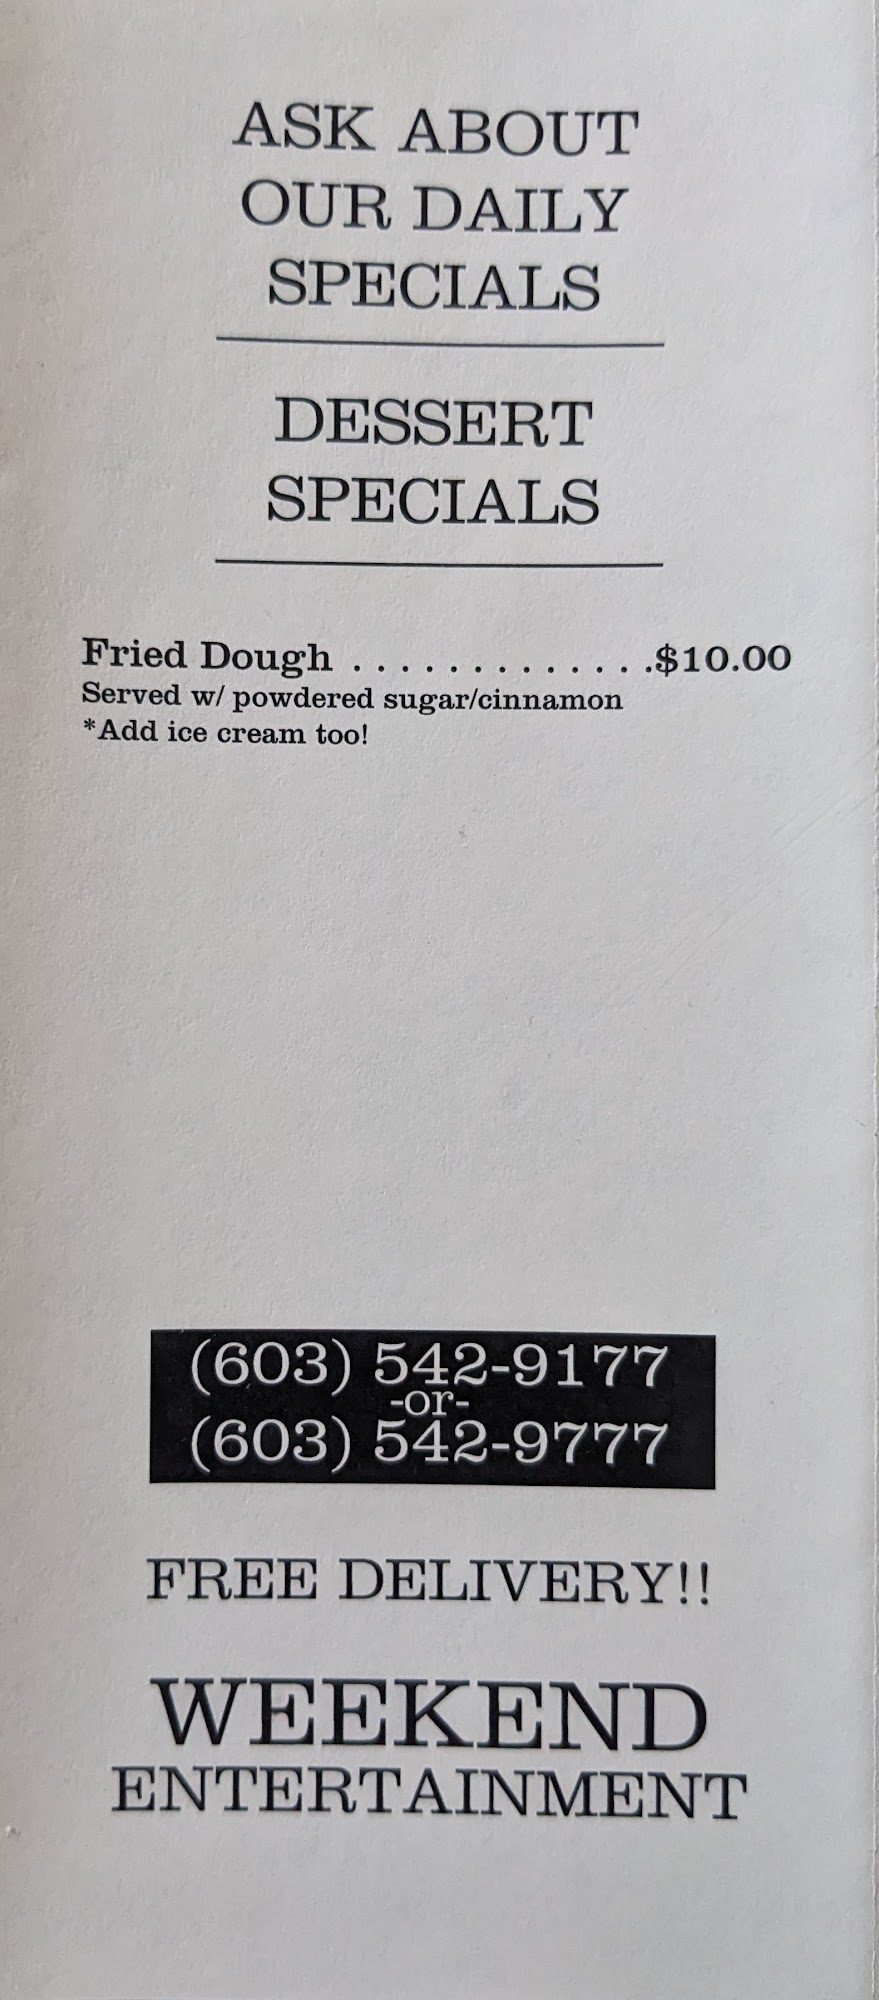 ASK ABOUT
OUR DAILY
SPECIALS
DESSERT
SPECIALS
Fried Dough . . . . . . . . . . . . .$10.00
Served w/ powdered sugar/cinnamon
*Add ice cream too!
(603) 542-9177
-or-
(603) 542-9777
FREE DELIVERY!!
WEEKEND
ENTERTAINMENT